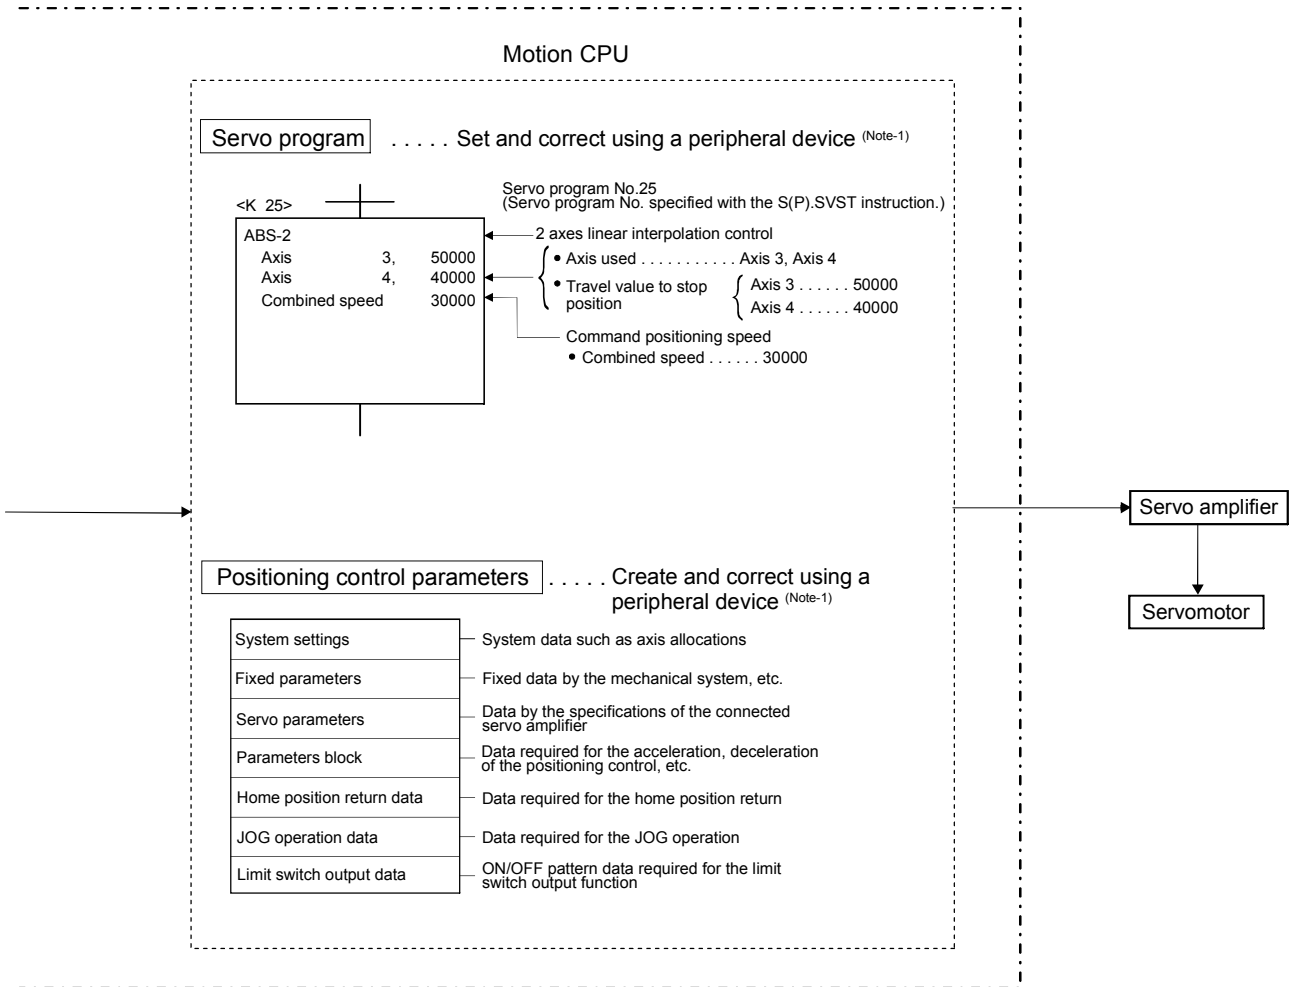 Motion CPU
Servo program . . . . . Set and correct using a peripheral device (Note-1)
<K 25>
Servo program No.25
(Servo program No. specified with the S(P).SVST instruction.)
ABS-2
Axis 3, 50000
Axis 4, 40000
Combined speed 30000
2 axes linear interpolation control
• Axis used . . . . . . . . . . . Axis 3, Axis 4
• Travel value to stop
position
Axis 3 . . . . . . 50000
Axis 4 . . . . . . 40000
Command positioning speed
• Combined speed . . . . . . 30000
Servo amplifier
Servomotor
Positioning control parameters . . . . . Create and correct using a
peripheral device (Note-1)
System settings System data such as axis allocations
Fixed parameters Fixed data by the mechanical system, etc.
Servo parameters Data by the specifications of the connected
servo amplifier
Parameters block Data required for the acceleration, deceleration
of the positioning control, etc.
Home position return data Data required for the home position return
JOG operation data Data required for the JOG operation
Limit switch output data ON/OFF pattern data required for the limit
switch output function